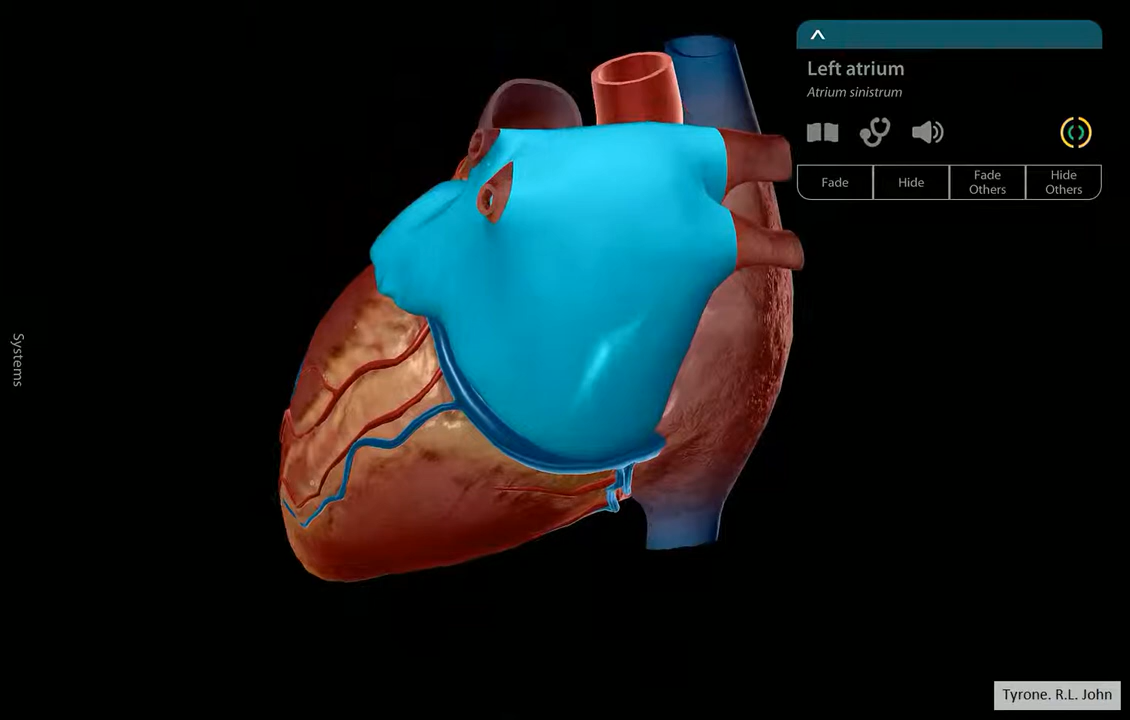 Left atrium
Atrium sinistrum
Fade
Hide
Fade
Others
Hide
Others
Systems
Tyrone. R.L. John